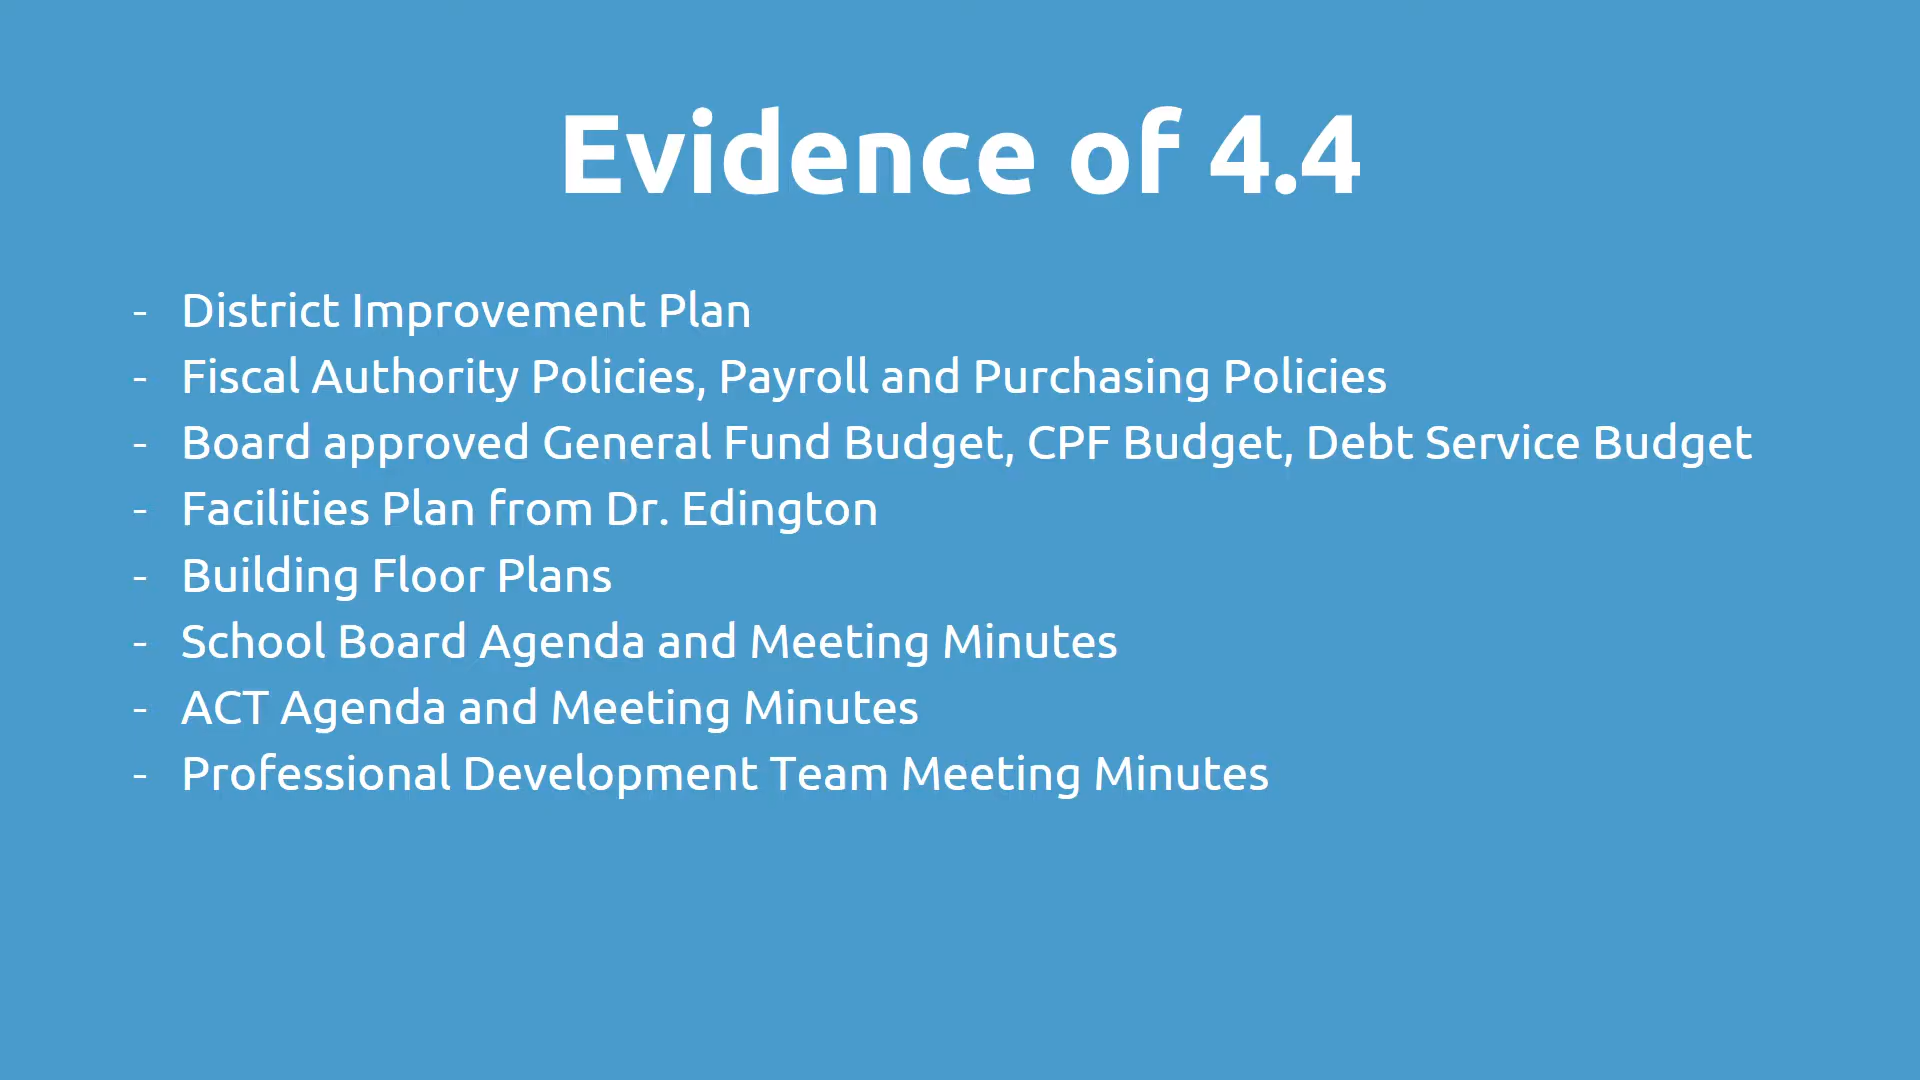 Evidence of 4.4
- District Improvement Plan
- Fiscal Authority Policies, Payroll and Purchasing Policies
- Board approved General Fund Budget, CPF Budget, Debt Service Budget
- Facilities Plan from Dr. Edington
- Building Floor Plans
- School Board Agenda and Meeting Minutes
- ACT Agenda and Meeting Minutes
- Professional Development Team Meeting Minutes